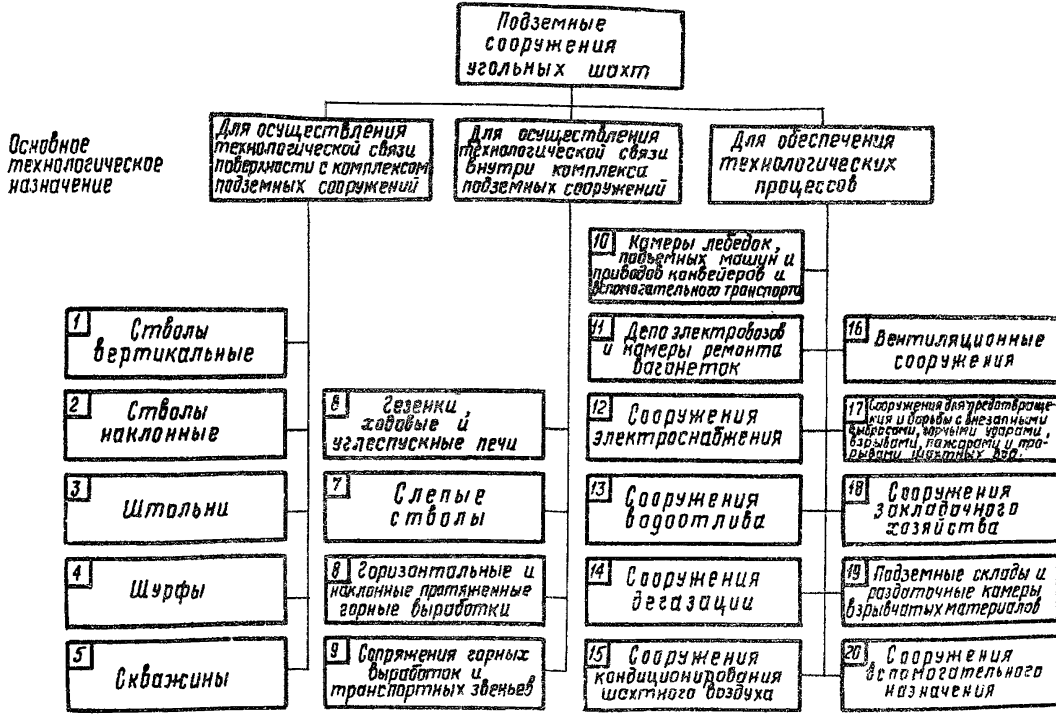 Подземные
сооружения
угольных шахт
Основное
технологическое
назначение
Для осуществления
технологической связи
поверхности с комплексом
подземных сооружений
Для осуществления
технологической связи
внутри комплекса
подземных сооружений
Для обеспечения
технологических
процессов
1
Стволы
вертикальные
2
Стволы
наклонные
3
Штольни
4
Шурфы
5
Скважины
6
Гезенки,
ходовые и
углеспускные печи
7
Слепые
стволы
8
Горизонтальные и
наклонные протяженные
горные выработки
9
Сопряжения горных
выработок и
транспортных звеньев
10
Камеры лебедок,
подъемных машин и
приводов конвейеров и
вспомогательного транспорта
11
Депо электровозов
и камеры ремонта
вагонеток
12
Сооружения
электроснабжения
13
Сооружения
водоотлива
14
Сооружения
дегазации
15
Сооружения
кондиционирования
шахтного воздуха
16
Вентиляционные
сооружения
17
Сооружения для предотвраще-
ния и борьбы с внезапными
выбросами, горными ударами,
взрывами, пожарами и про-
рывами шахтных вод.
18
Сооружения
закладочного
хозяйства
19
Подземные склады и
раздаточные камеры
взрывчатых материалов
20
Сооружения
вспомогательного
назначения